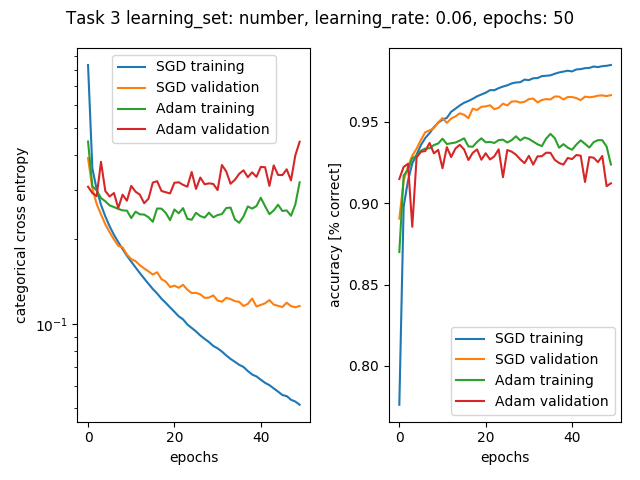 Task 3 learning_set: number, learning_rate: 0.06, epochs: 50
categorical cross entropy
10⁻¹
SGD training
SGD validation
Adam training
Adam validation
0
20
40
epochs
accuracy [% correct]
0.95
0.90
0.85
0.80
SGD training
SGD validation
Adam training
Adam validation
0
20
40
epochs